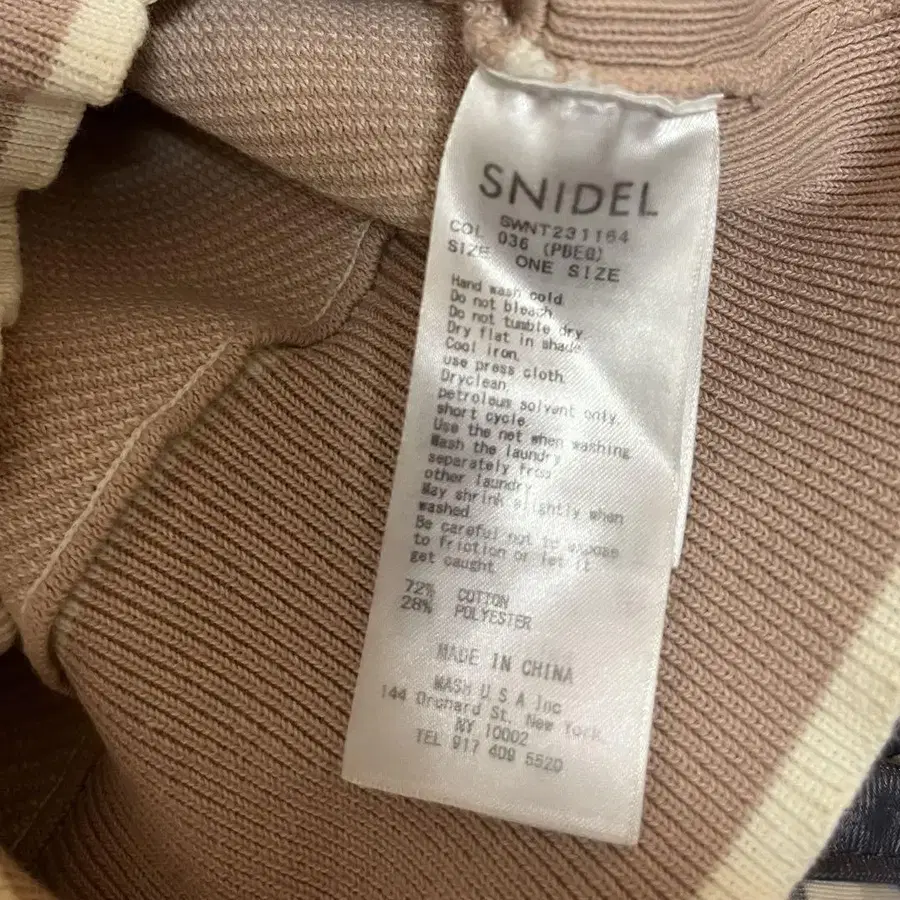 SNIDEL
SWNT231164
COL 036 (PBEG)
SIZE ONE SIZE
Hand wash cold.
Do not bleach.
Do not tumble dry.
Dry flat in shade.
Cool iron.
use press cloth.
Dryclean,
petroleum solvent only,
short cycle.
Use the net when washing.
Wash the laundry
separately from
other laundry.
May shrink slightly when
washed.
Be careful not to expose
to friction or let it
get caught.
72% COTTON
28% POLYESTER
MADE IN CHINA
MASH U S A Inc
144 Orchard St. New York,
NY 10002
TEL 917 409 5520